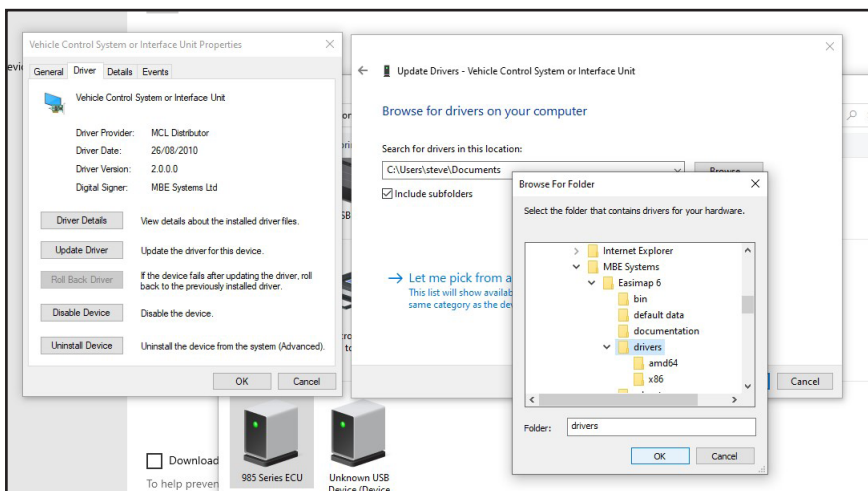 Vehicle Control System or Interface Unit Properties
General Driver Details Events
Vehicle Control System or Interface Unit
Driver Provider: MCL Distributor
Driver Date: 26/08/2010
Driver Version: 2.0.0.0
Digital Signer: MBE Systems Ltd
Driver Details View details about the installed driver files.
Update Driver Update the driver for this device.
Roll Back Driver If the device fails after updating the driver, roll
back to the previously installed driver.
Disable Device Disable the device.
Uninstall Device Uninstall the device from the system (Advanced).
OK Cancel
Update Drivers - Vehicle Control System or Interface Unit
Browse for drivers on your computer
Search for drivers in this location:
C:\Users\steve\Documents
Browse...
Include subfolders
Let me pick from a
This list will show availab
same category as the dev
Cancel
Browse For Folder
Select the folder that contains drivers for your hardware.
Internet Explorer
MBE Systems
Easimap 6
bin
default data
documentation
drivers
amd64
x86
Folder: drivers
OK Cancel
Download
To help preven
985 Series ECU
Unknown USB
Device (Device